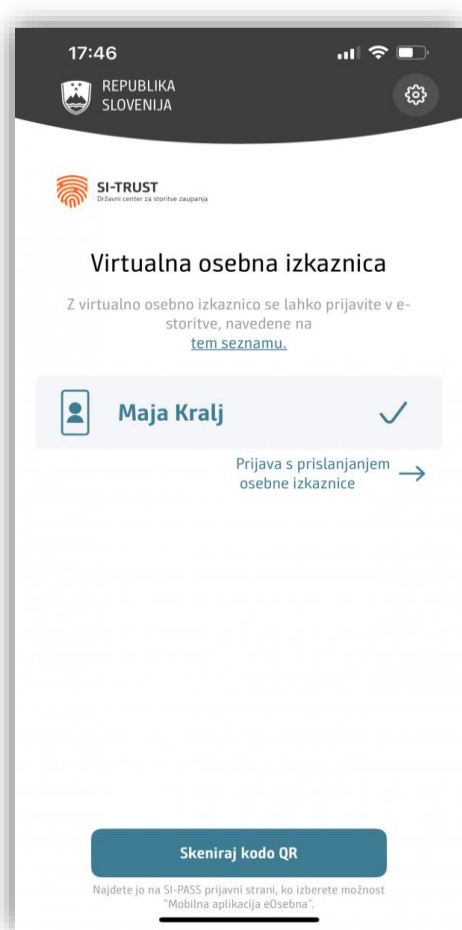 17:46
REPUBLIKA
SLOVENIJA
SI-TRUST
Državni center za storitve zaupanja
Virtualna osebna izkaznica
Z virtualno osebno izkaznico se lahko prijavite v e-
storitve, navedene na
tem seznamu.
Maja Kralj
Prijava s prislanjanjem
osebne izkaznice
Skeniraj kodo QR
Najdete jo na SI-PASS prijavni strani, ko izberete možnost
"Mobilna aplikacija eOsebna".